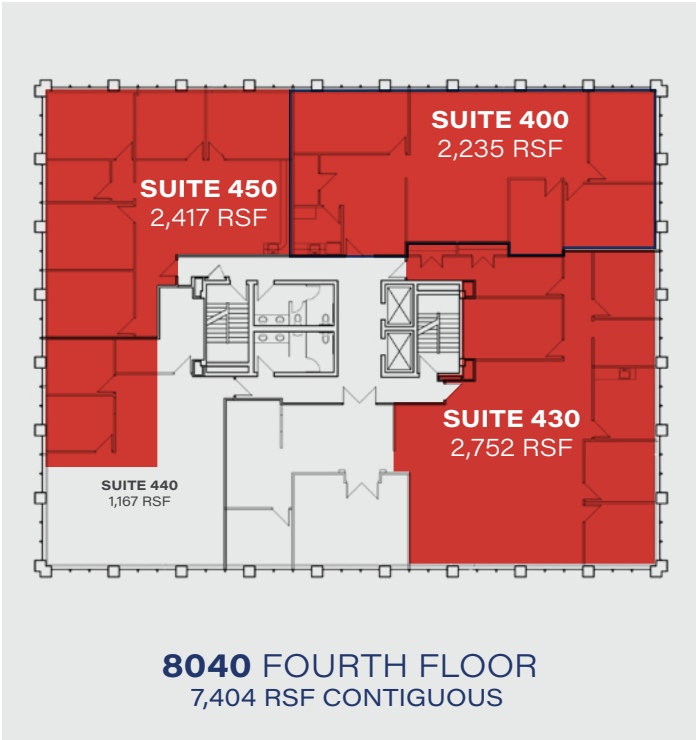 SUITE 400
2,235 RSF
SUITE 450
2,417 RSF
SUITE 430
2,752 RSF
SUITE 440
1,167 RSF
8040 FOURTH FLOOR
7,404 RSF CONTIGUOUS